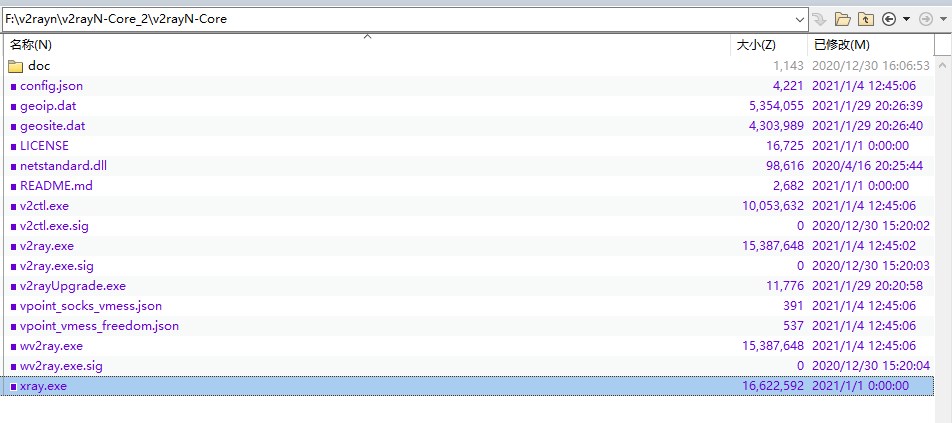 F:\v2rayn\v2rayN-Core_2\v2rayN-Core
名称(N) 大小(Z) 已修改(M)
doc 1,143 2020/12/30 16:06:53
config.json 4,221 2021/1/4 12:45:06
geoip.dat 5,354,055 2021/1/29 20:26:39
geosite.dat 4,303,989 2021/1/29 20:26:40
LICENSE 16,725 2021/1/1 0:00:00
netstandard.dll 98,616 2020/4/16 20:25:44
README.md 2,682 2021/1/1 0:00:00
v2ctl.exe 10,053,632 2021/1/4 12:45:06
v2ctl.exe.sig 0 2020/12/30 15:20:02
v2ray.exe 15,387,648 2021/1/4 12:45:02
v2ray.exe.sig 0 2020/12/30 15:20:03
v2rayUpgrade.exe 11,776 2021/1/29 20:20:58
vpoint_socks_vmess.json 391 2021/1/4 12:45:06
vpoint_vmess_freedom.json 537 2021/1/4 12:45:06
wv2ray.exe 15,387,648 2021/1/4 12:45:06
wv2ray.exe.sig 0 2020/12/30 15:20:04
xray.exe 16,622,592 2021/1/1 0:00:00